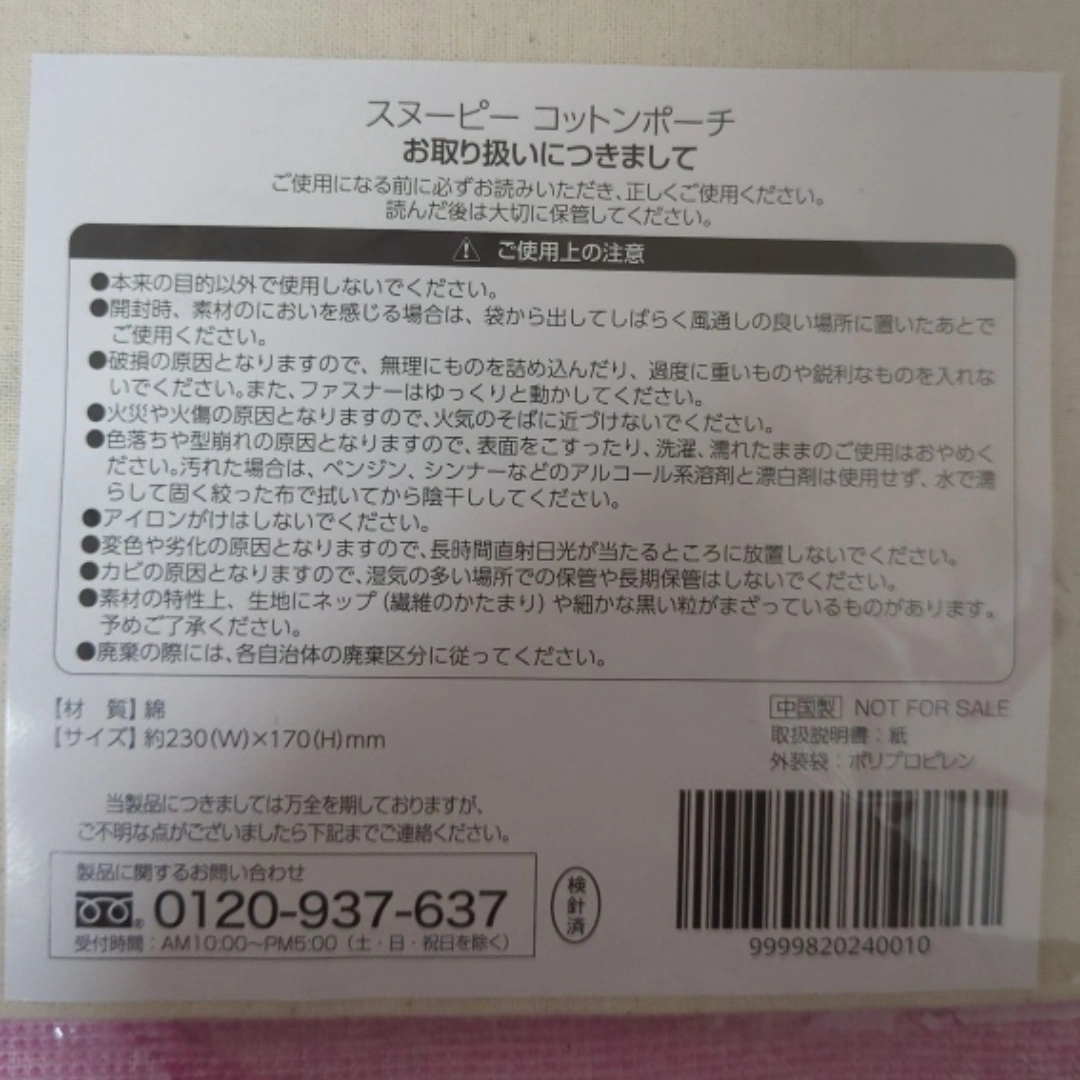 スヌーピー コットンポーチ
お取り扱いにつきまして
ご使用になる前に必ずお読みいただき、正しくご使用ください。
読んだ後は大切に保管してください。
ご使用上の注意
●本来の目的以外で使用しないでください。
●開封時、素材のにおいを感じる場合は、袋から出してしばらく風通しの良い場所に置いたあとで
ご使用ください。
●破損の原因となりますので、無理にものを詰め込んだり、過度に重いものや鋭利なものを入れな
いでください。また、ファスナーはゆっくりと動かしてください。
●火災や火傷の原因となりますので、火気のそばに近づけないでください。
●色落ちや型崩れの原因となりますので、表面をこすったり、洗濯、濡れたままのご使用はおやめく
ださい。汚れた場合は、ベンジン、シンナーなどのアルコール系溶剤と漂白剤は使用せず、水で濡
らして固く絞った布で拭いてから陰干ししてください。
●アイロンがけはしないでください。
●変色や劣化の原因となりますので、長時間直射日光が当たるところに放置しないでください。
●カビの原因となりますので、湿気の多い場所での保管や長期保管はしないでください。
●素材の特性上、生地にネップ(繊維のかたまり)や細かな黒い粒がまざっているものがあります。
予めご了承ください。
●廃棄の際には、各自治体の廃棄区分に従ってください。
【材 質】綿
【サイズ】約230(W)×170(H)mm
中国製 NOT FOR SALE
取扱説明書：紙
外装袋：ポリプロピレン
当製品につきましては万全を期しておりますが、
ご不明な点がございましたら下記までご連絡ください。
製品に関するお問い合わせ
0120-937-637
受付時間：AM10:00～PM5:00（土・日・祝日を除く）
検針済
9999820240010